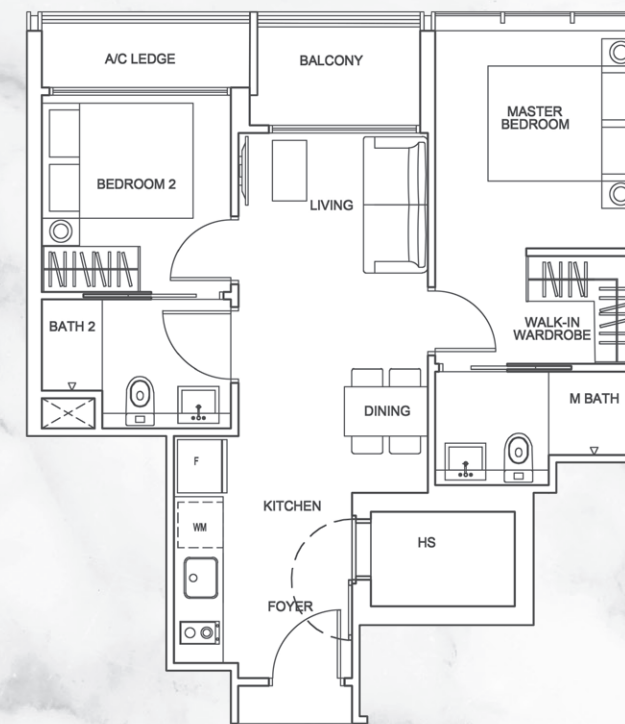 A/C LEDGE
BALCONY
MASTER
BEDROOM
BEDROOM 2
LIVING
BATH 2
WALK-IN
WARDROBE
DINING
M BATH
F
KITCHEN
WM
HS
FOYER